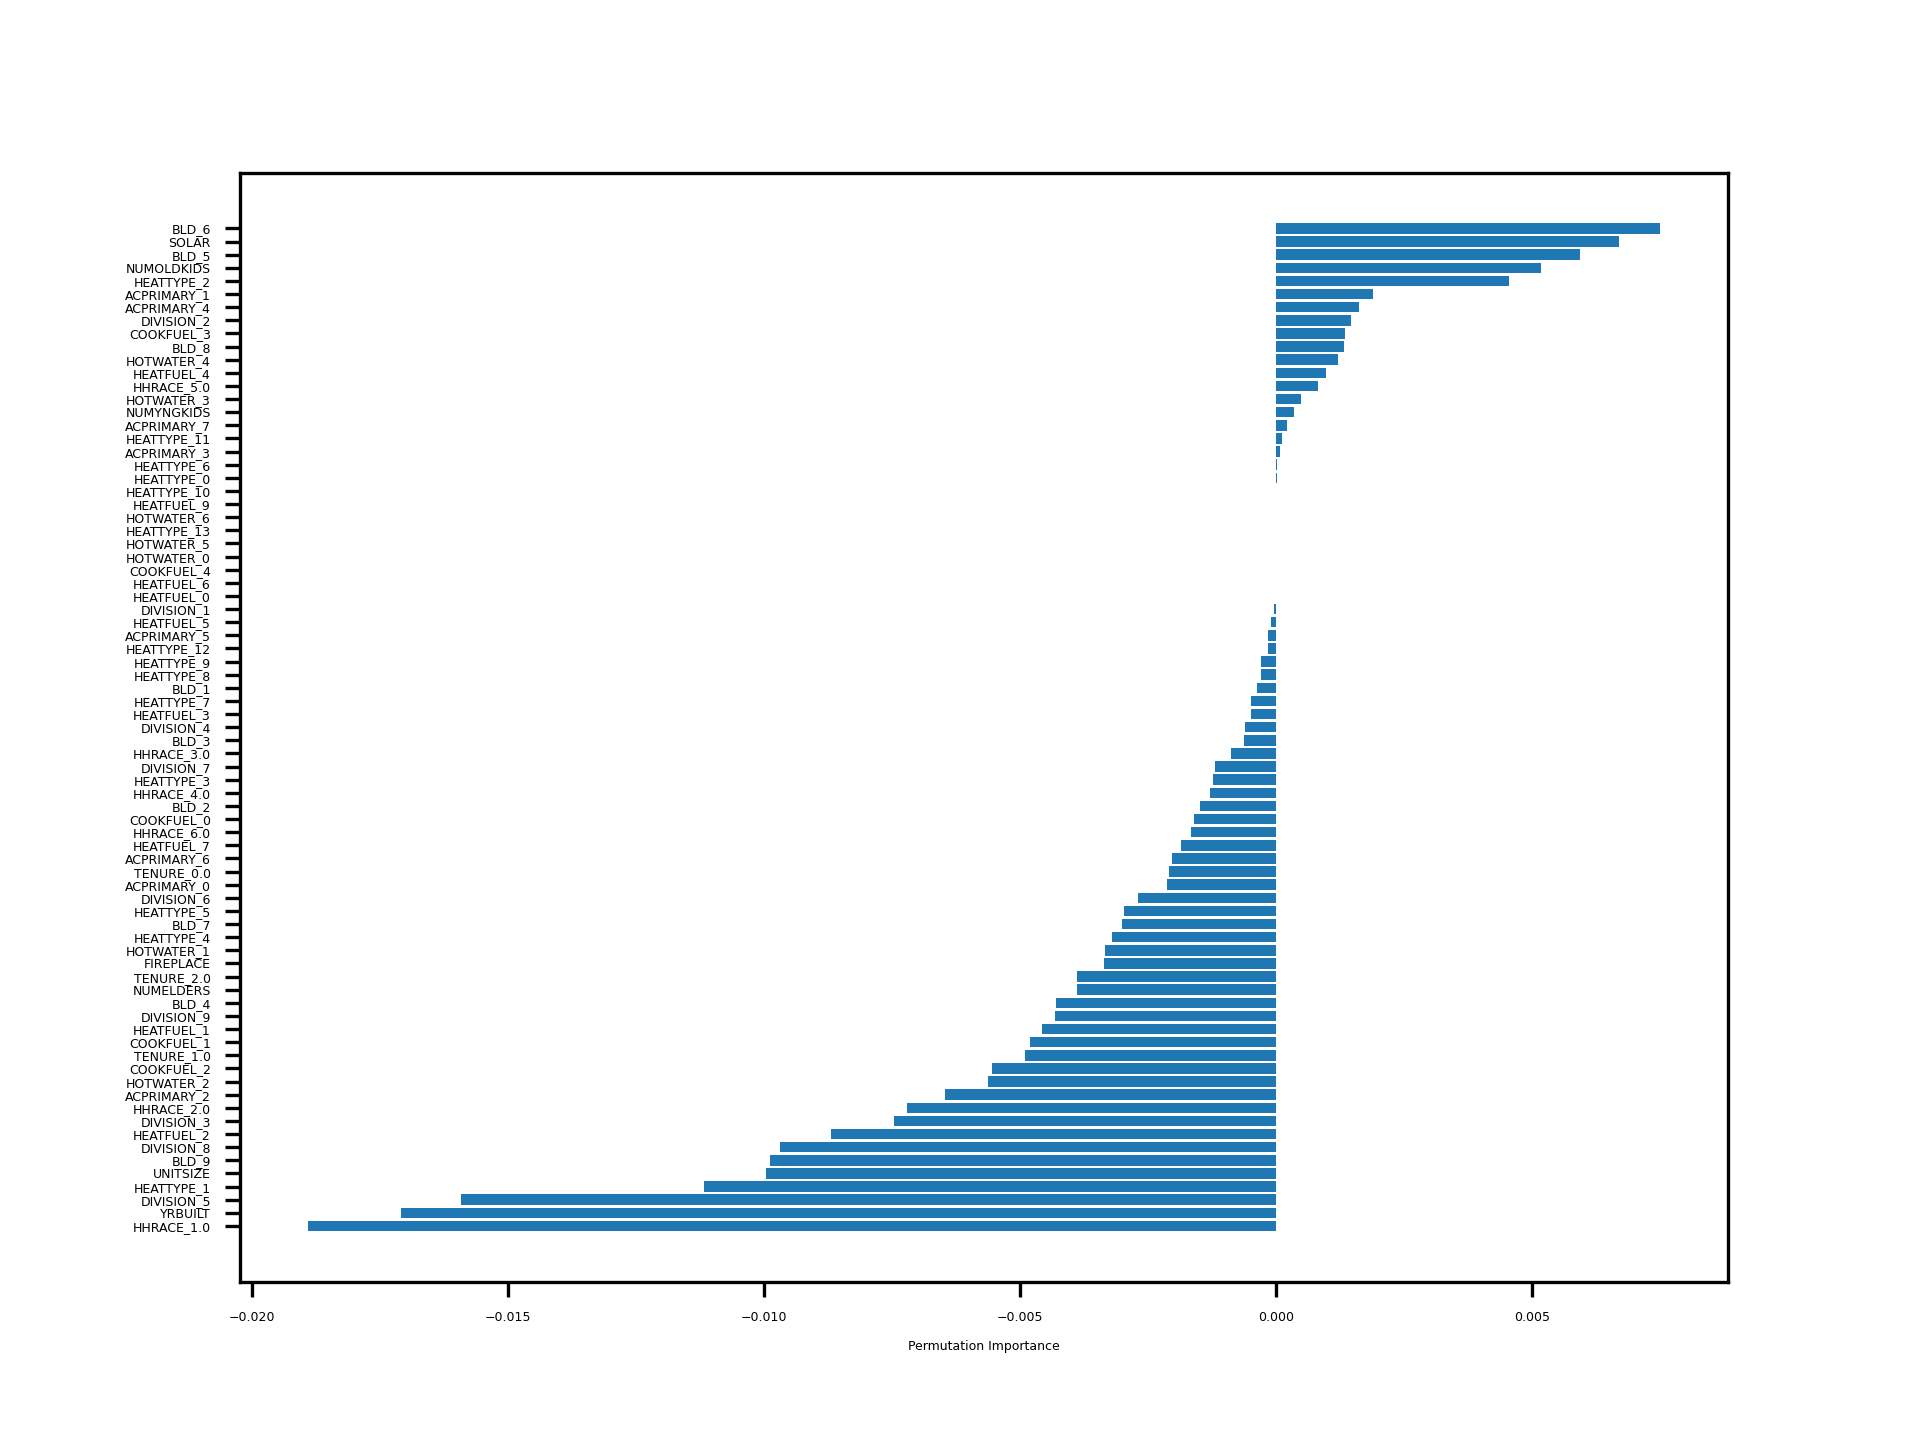 BLD_6
SOLAR
BLD_5
NUMOLDKIDS
HEATTYPE_2
ACPRIMARY_1
ACPRIMARY_4
DIVISION_2
COOKFUEL_3
BLD_8
HOTWATER_4
HEATFUEL_4
HHRACE_5.0
HOTWATER_3
NUMYNGKIDS
ACPRIMARY_7
HEATTYPE_11
ACPRIMARY_3
HEATTYPE_6
HEATTYPE_0
HEATTYPE_10
HEATFUEL_9
HOTWATER_6
HEATTYPE_13
HOTWATER_5
HOTWATER_0
COOKFUEL_4
HEATFUEL_6
HEATFUEL_0
DIVISION_1
HEATFUEL_5
ACPRIMARY_5
HEATTYPE_12
HEATTYPE_9
HEATTYPE_8
BLD_1
HEATTYPE_7
HEATFUEL_3
DIVISION_4
BLD_3
HHRACE_3.0
DIVISION_7
HEATTYPE_3
HHRACE_4.0
BLD_2
COOKFUEL_0
HHRACE_6.0
HEATFUEL_7
ACPRIMARY_6
TENURE_0.0
ACPRIMARY_0
DIVISION_6
HEATTYPE_5
BLD_7
HEATTYPE_4
HOTWATER_1
FIREPLACE
TENURE_2.0
NUMELDERS
BLD_4
DIVISION_9
HEATFUEL_1
COOKFUEL_1
TENURE_1.0
COOKFUEL_2
HOTWATER_2
ACPRIMARY_2
HHRACE_2.0
DIVISION_3
HEATFUEL_2
DIVISION_8
BLD_9
UNITSIZE
HEATTYPE_1
DIVISION_5
YRBUILT
HHRACE_1.0
−0.020 −0.015 −0.010 −0.005 0.000 0.005
Permutation Importance